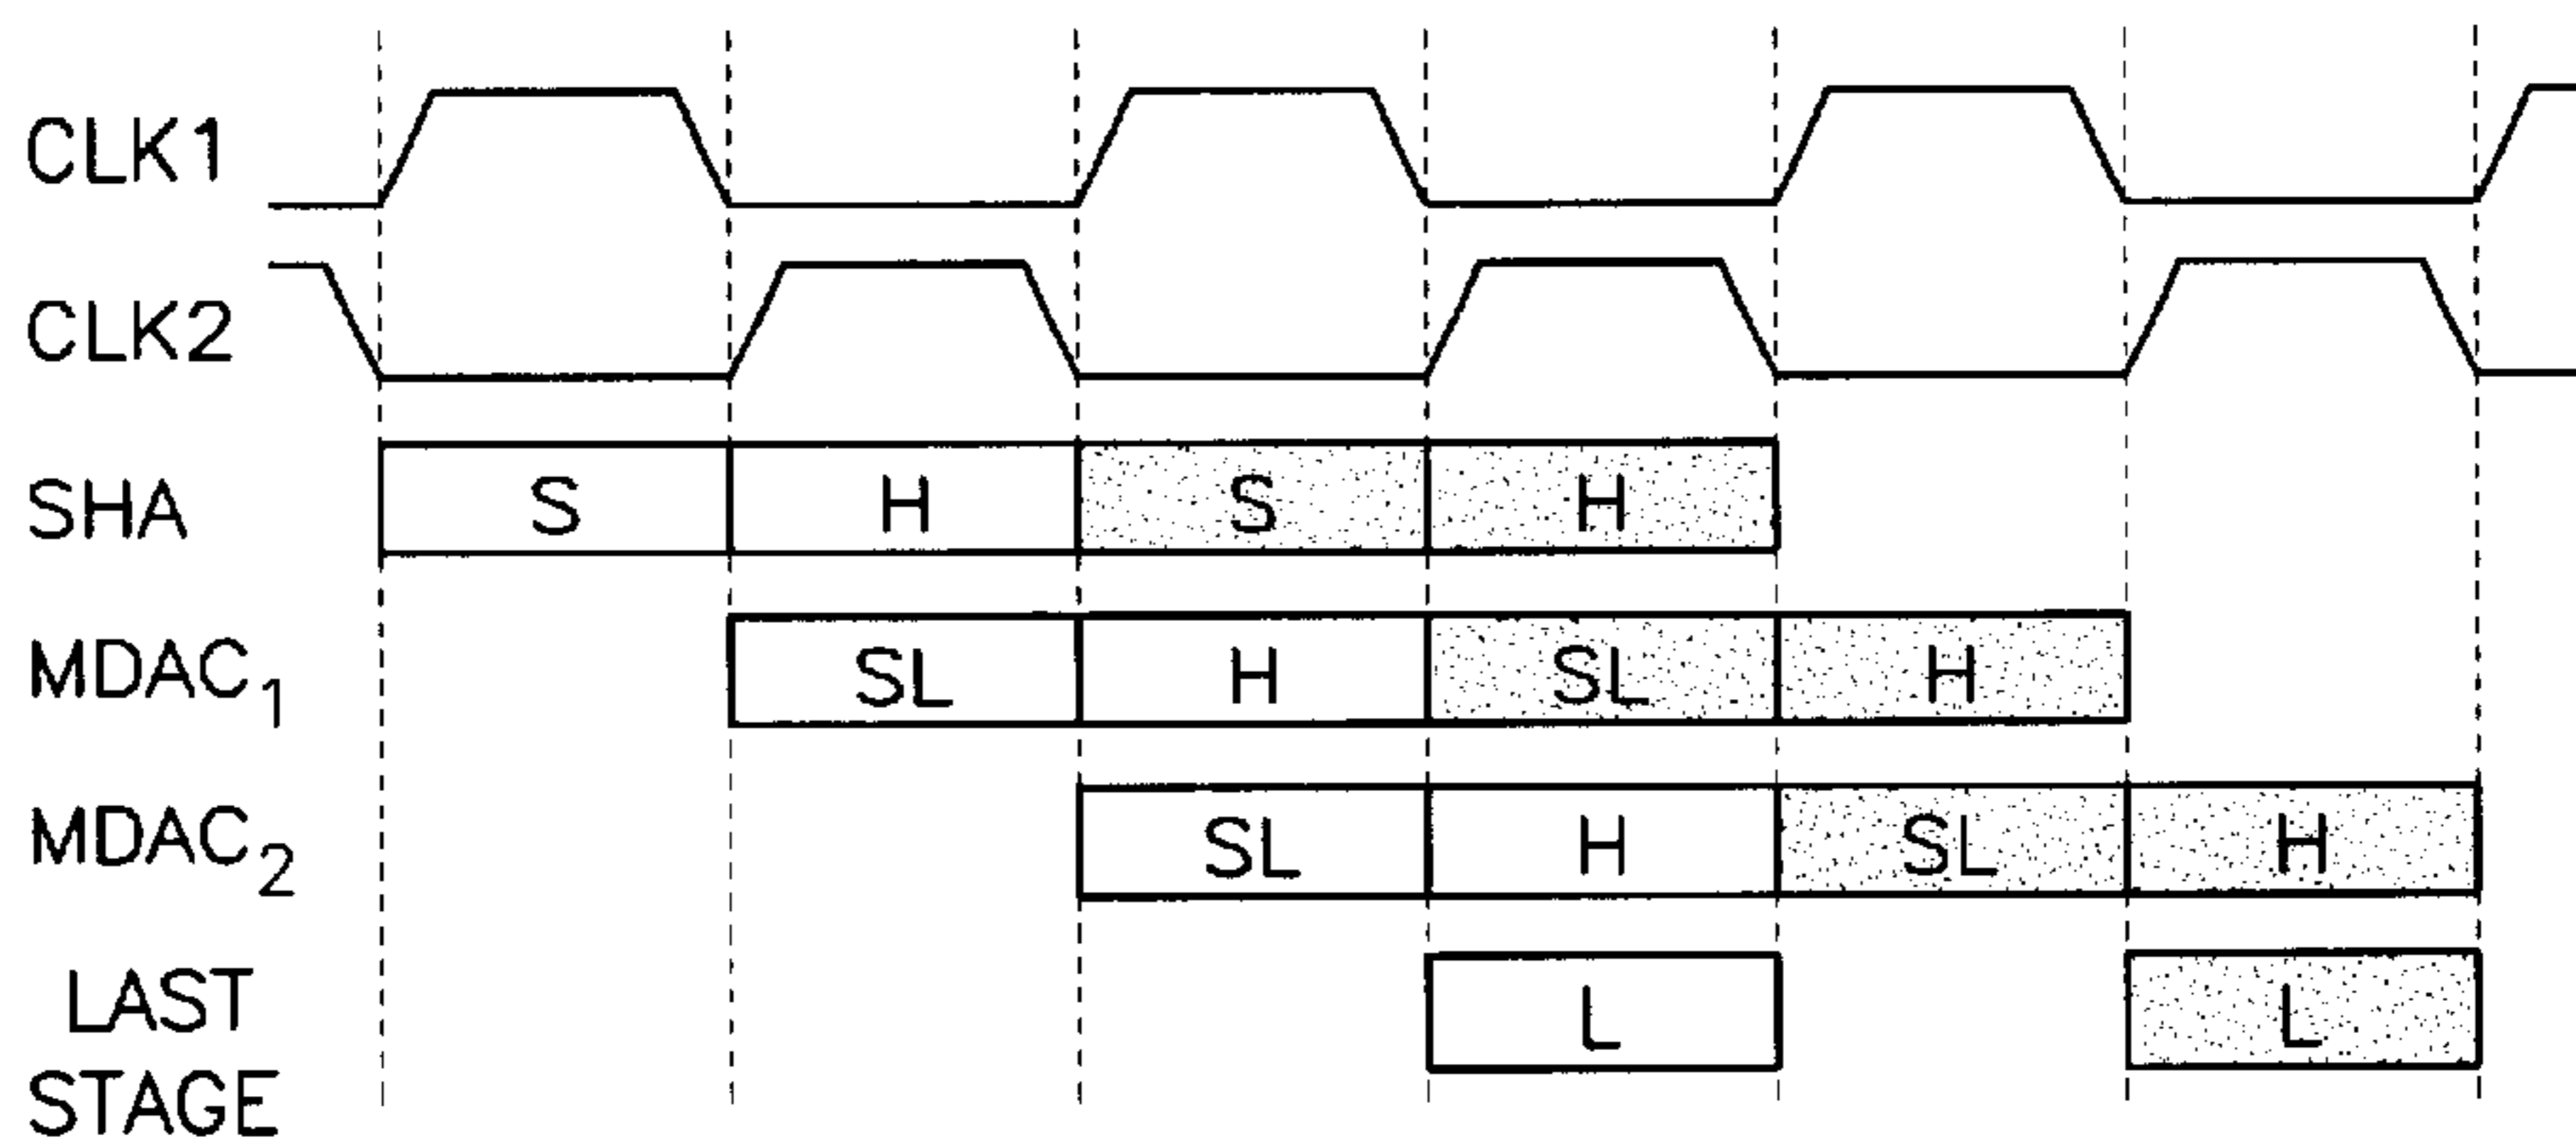 CLK1
CLK2
SHA S H S H
MDAC1 SL H SL H
MDAC2 SL H SL H
LAST STAGE L L